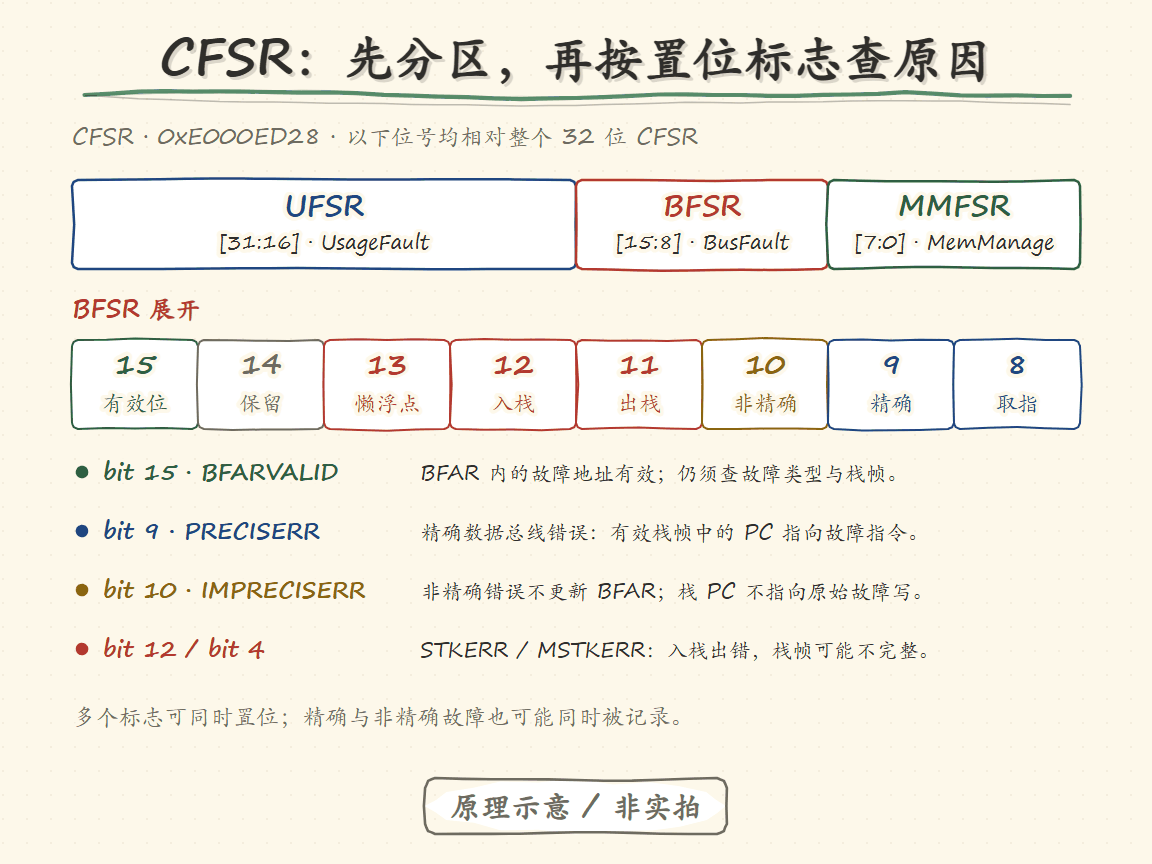 CFSR：先分区，再按置位标志查原因
CFSR · 0xE000ED28 · 以下位号均相对整个 32 位 CFSR
UFSR
[31:16] · UsageFault
BFSR
[15:8] · BusFault
MMFSR
[7:0] · MemManage
BFSR 展开
15
有效位
14
保留
13
懒浮点
12
入栈
11
出栈
10
非精确
9
精确
8
取指
bit 15 · BFARVALID
BFAR 内的故障地址有效；仍须查故障类型与栈帧。
bit 9 · PRECISERR
精确数据总线错误：有效栈帧中的 PC 指向故障指令。
bit 10 · IMPRECISERR
非精确错误不更新 BFAR；栈 PC 不指向原始故障写。
bit 12 / bit 4
STKERR / MSTKERR：入栈出错，栈帧可能不完整。
多个标志可同时置位；精确与非精确故障也可能同时被记录。
原理示意 / 非实拍